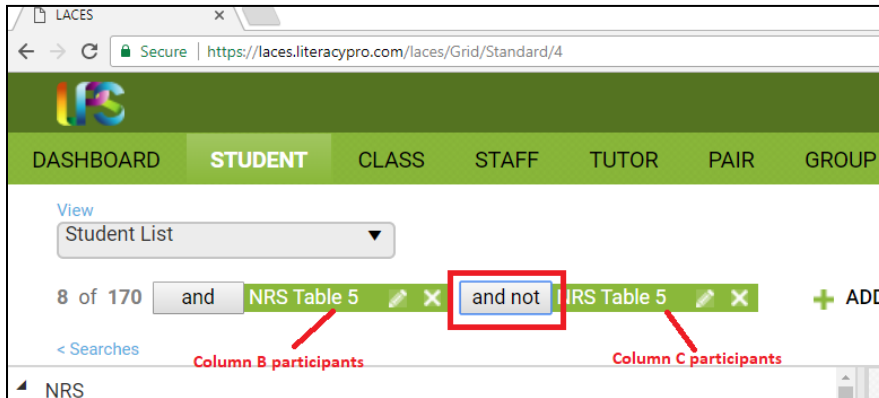 LACES
Secure | https://laces.literacypro.com/laces/Grid/Standard/4
LPS
DASHBOARD STUDENT CLASS STAFF TUTOR PAIR GROUP
View
Student List
8 of 170 and NRS Table 5 and not NRS Table 5 ADD
< Searches
Column B participants Column C participants
NRS